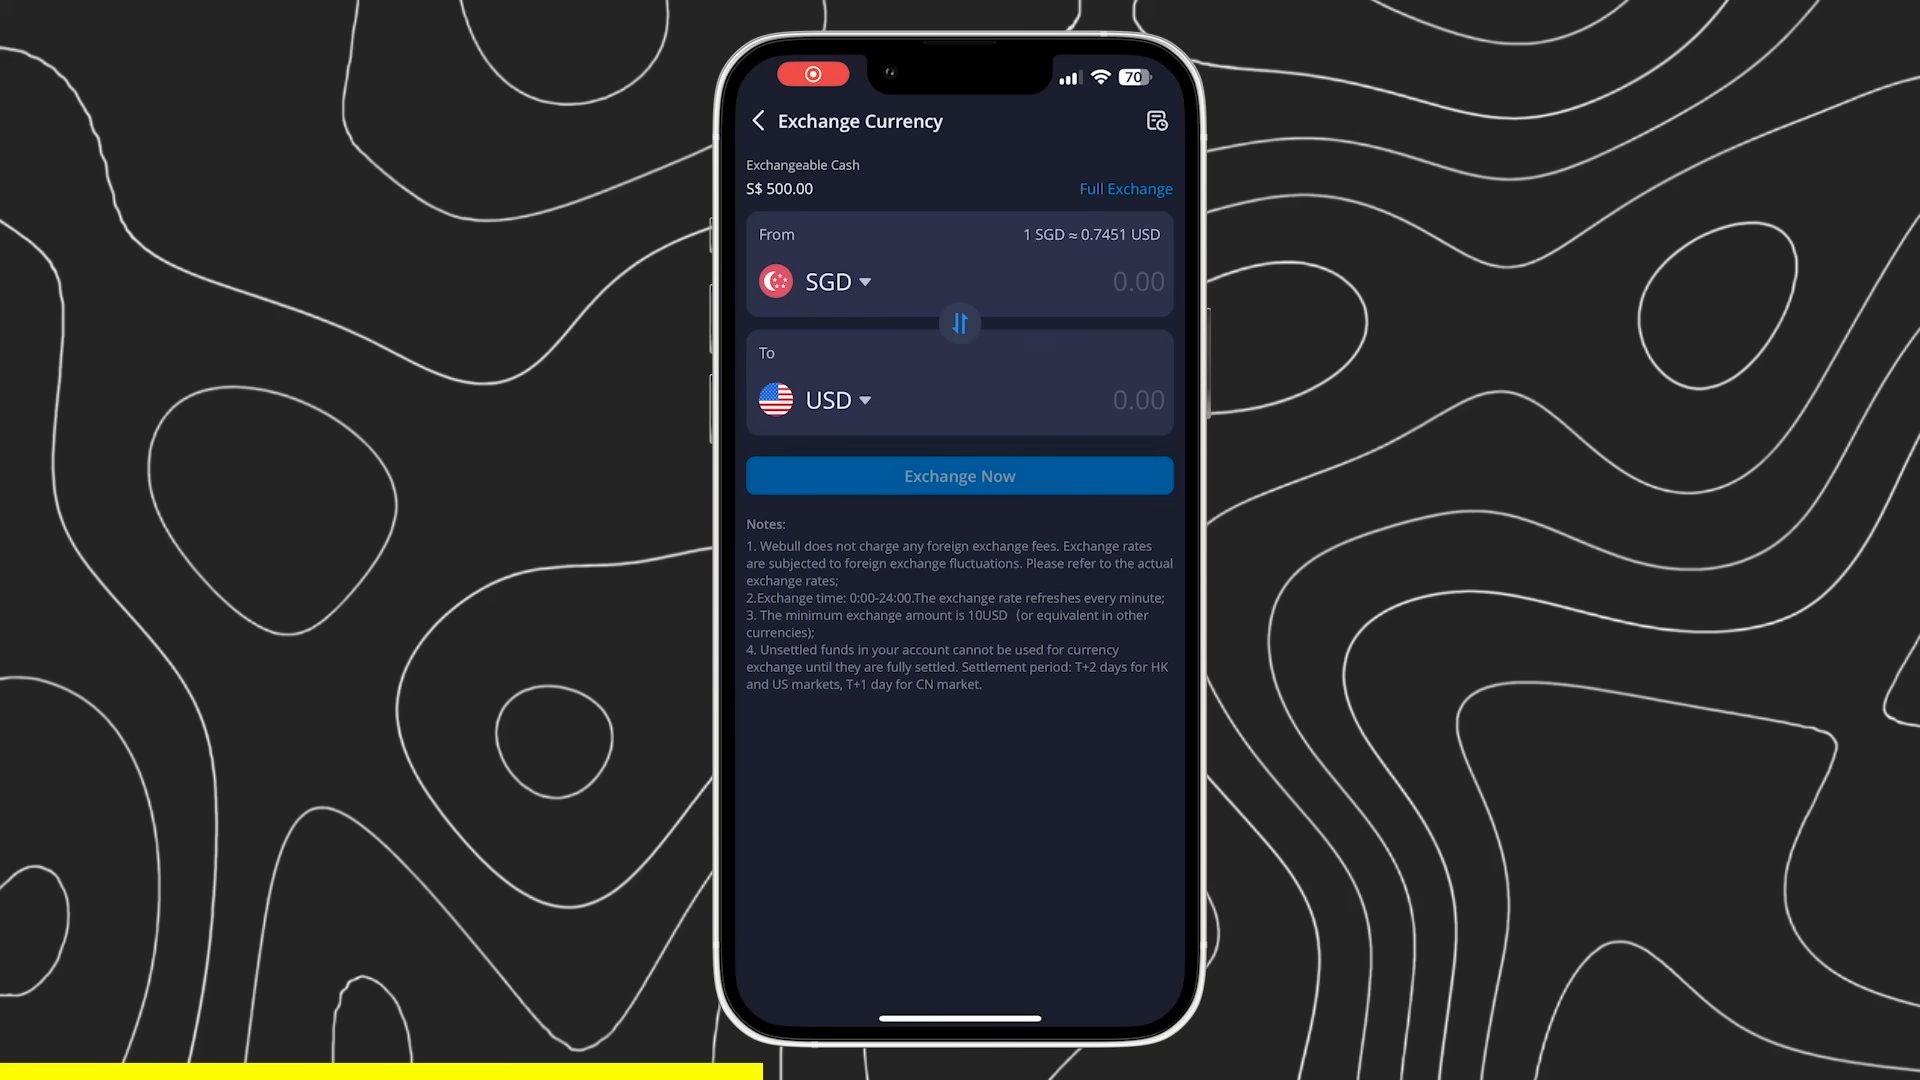 70
Exchange Currency
Exchangeable Cash
S$ 500.00
Full Exchange
From
1 SGD ≈ 0.7451 USD
SGD
0.00
To
USD
0.00
Exchange Now
Notes:
1. Webull does not charge any foreign exchange fees. Exchange rates
are subjected to foreign exchange fluctuations. Please refer to the actual
exchange rates;
2.Exchange time: 0:00-24:00.The exchange rate refreshes every minute;
3. The minimum exchange amount is 10USD（or equivalent in other
currencies);
4. Unsettled funds in your account cannot be used for currency
exchange until they are fully settled. Settlement period: T+2 days for HK
and US markets, T+1 day for CN market.